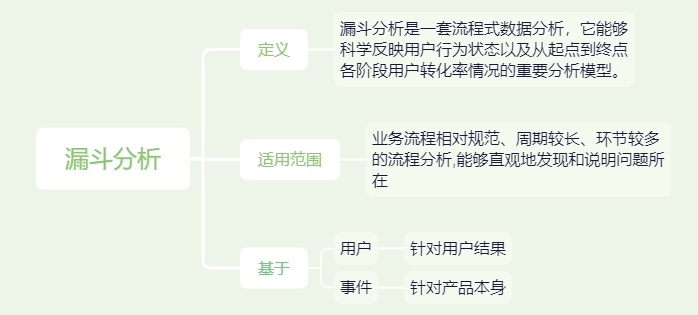 漏斗分析
定义
漏斗分析是一套流程式数据分析，它能够
科学反映用户行为状态以及从起点到终点
各阶段用户转化率情况的重要分析模型。
适用范围
业务流程相对规范、周期较长、环节较多
的流程分析,能够直观地发现和说明问题所
在
基于
用户
针对用户结果
事件
针对产品本身